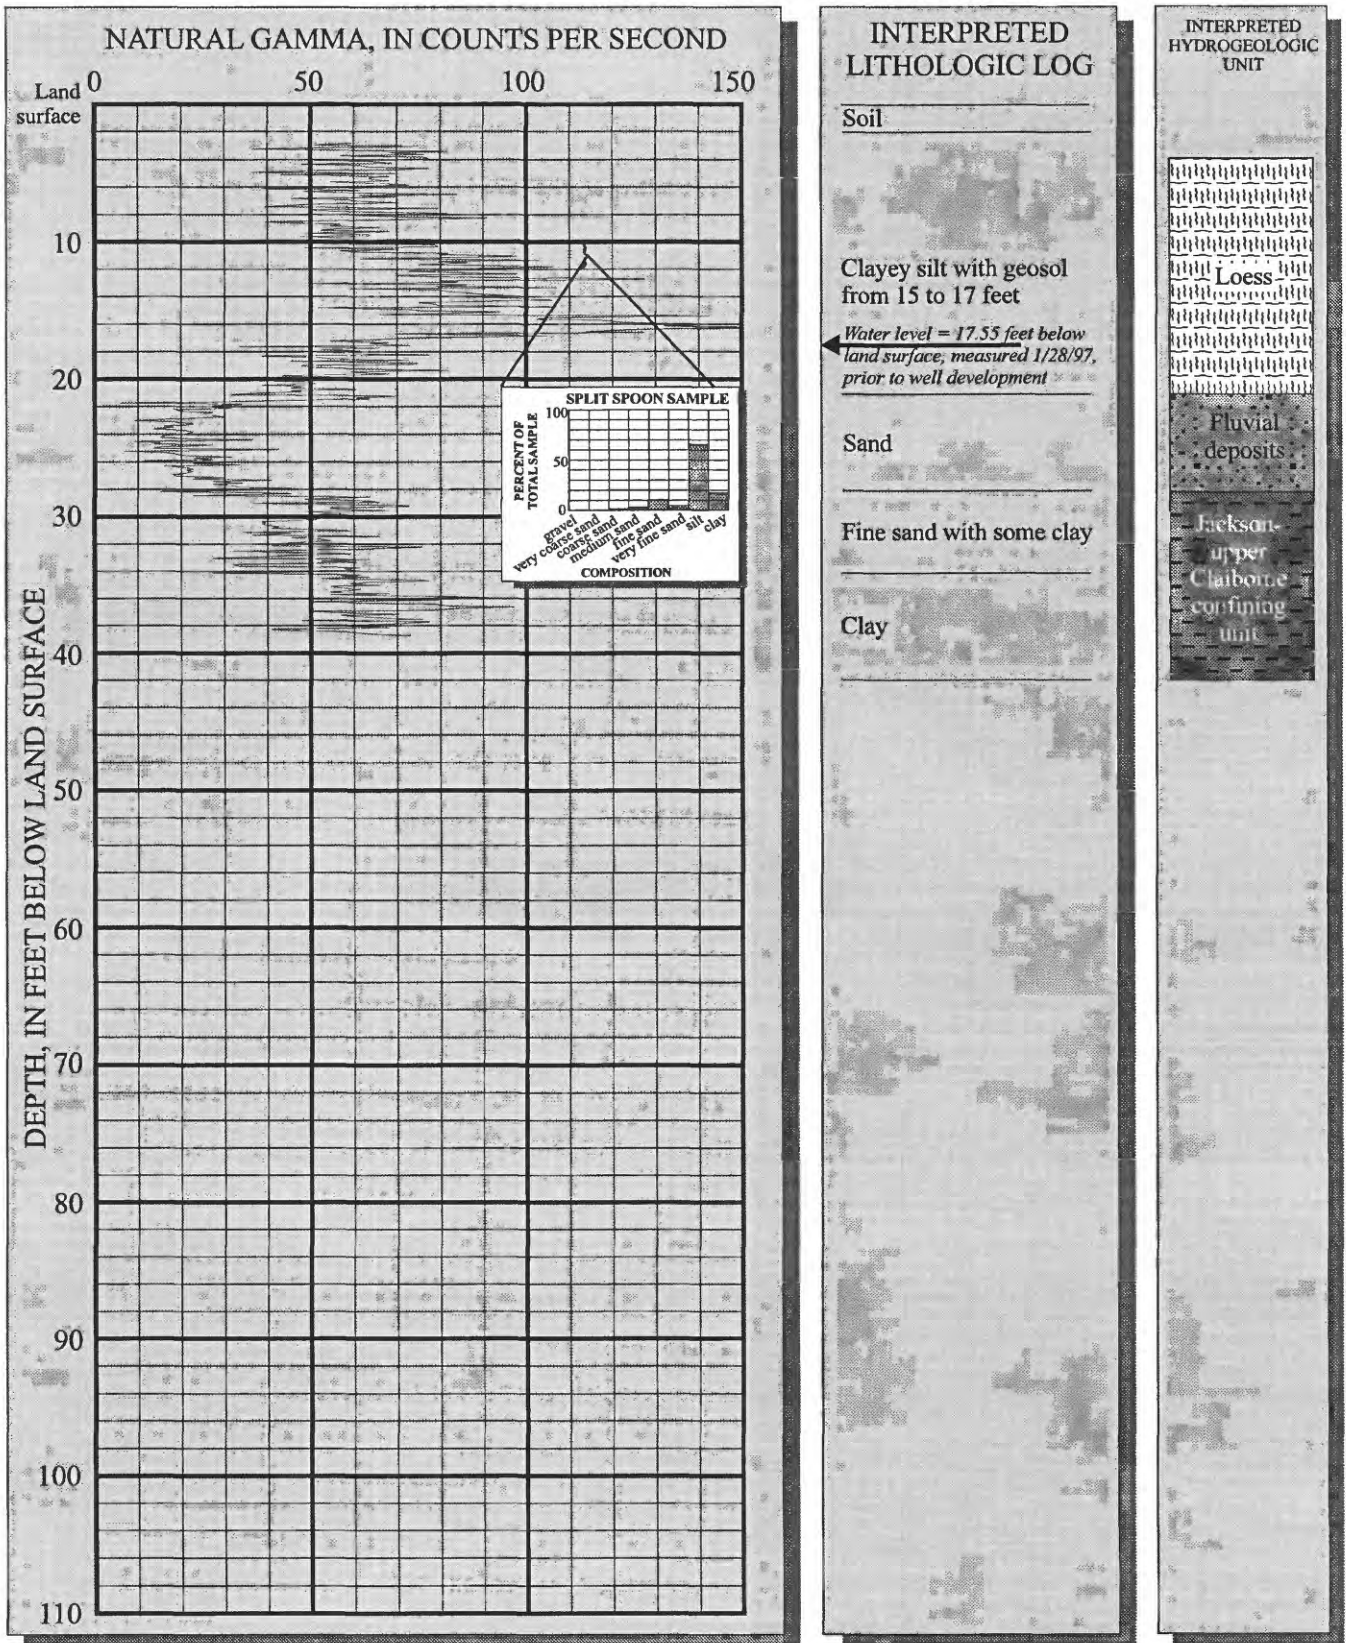 NATURAL GAMMA, IN COUNTS PER SECOND
0 50 100 150
Land
surface
10
20
30
40
50
60
70
80
90
100
110
DEPTH, IN FEET BELOW LAND SURFACE
SPLIT SPOON SAMPLE
PERCENT OF
TOTAL SAMPLE
100
50
0
gravel
very coarse sand
coarse sand
medium sand
fine sand
very fine sand
silt
clay
COMPOSITION
INTERPRETED
LITHOLOGIC LOG
Soil
Clayey silt with geosol
from 15 to 17 feet
Water level = 17.55 feet below
land surface, measured 1/28/97,
prior to well development
Sand
Fine sand with some clay
Clay
INTERPRETED
HYDROGEOLOGIC
UNIT
Loess
Fluvial
deposits
Jackson-
upper
Claiborne
confining
unit